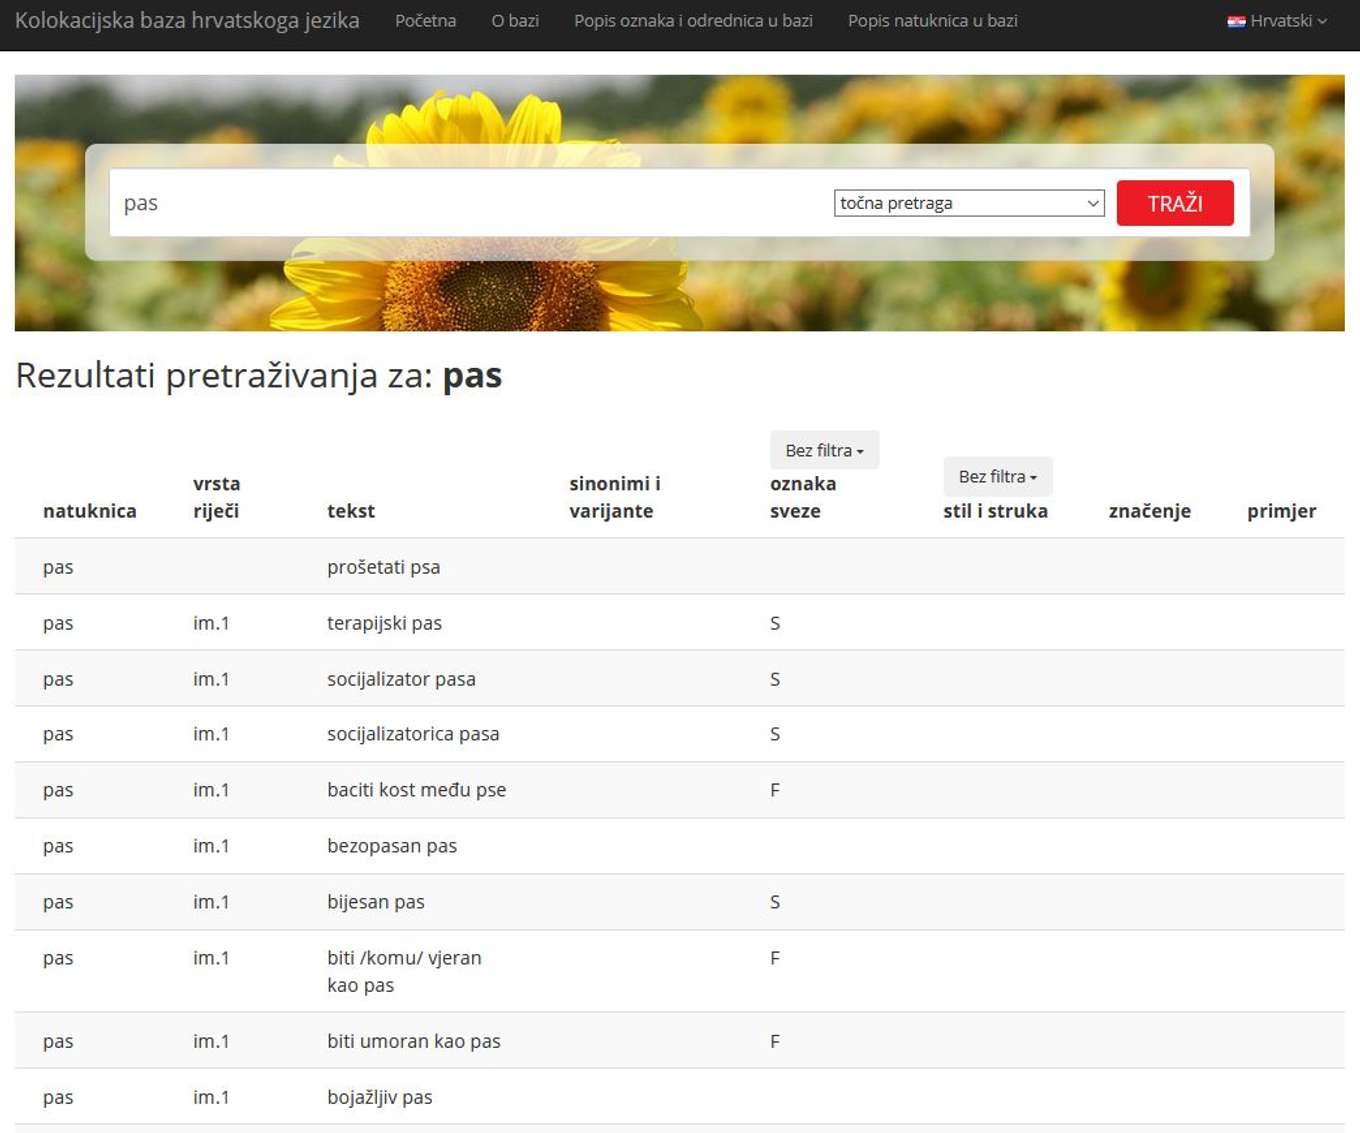 Kolokacijska baza hrvatskoga jezika Početna O bazi Popis oznaka i odrednica u bazi Popis natuknica u bazi Hrvatski
pas točna pretraga TRAŽI
Rezultati pretraživanja za: pas
Bez filtra
Bez filtra
vrsta sinonimi i oznaka
natuknica riječi tekst varijante sveze stil i struka značenje primjer
pas prošetati psa
pas im.1 terapijski pas S
pas im.1 socijalizator pasa S
pas im.1 socijalizatorica pasa S
pas im.1 baciti kost među pse F
pas im.1 bezopasan pas
pas im.1 bijesan pas S
pas im.1 biti /komu/ vjeran F
kao pas
pas im.1 biti umoran kao pas F
pas im.1 bojažljiv pas